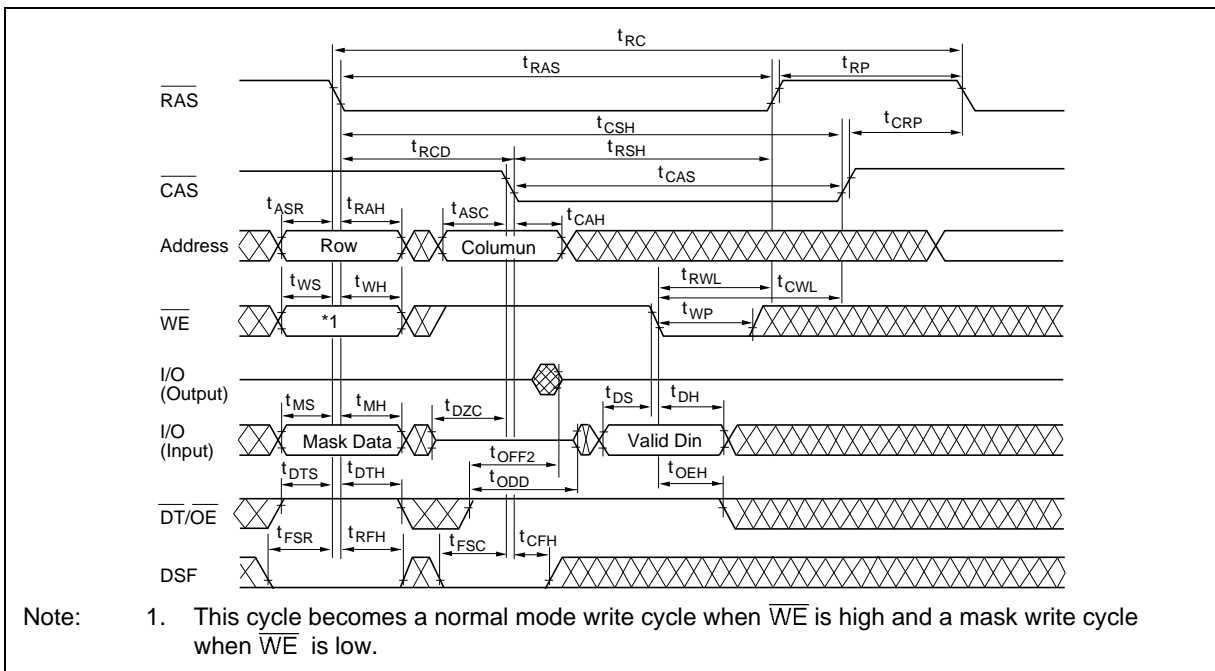 tRC
tRAS tRP
RAS
tCSH tCRP
tRCD tRSH
CAS tCAS
tASR tRAH tASC tCAH
Address Row Columun
tWS tWH tRWL tCWL
WE *1 tWP
I/O
(Output)
tMS tMH tDZC tDS tDH
I/O
(Input) Mask Data Valid Din
tOFF2
tDTS tDTH tODD tOEH
DT/OE
tFSR tRFH tFSC tCFH
DSF
Note: 1. This cycle becomes a normal mode write cycle when WE is high and a mask write cycle
when WE is low.